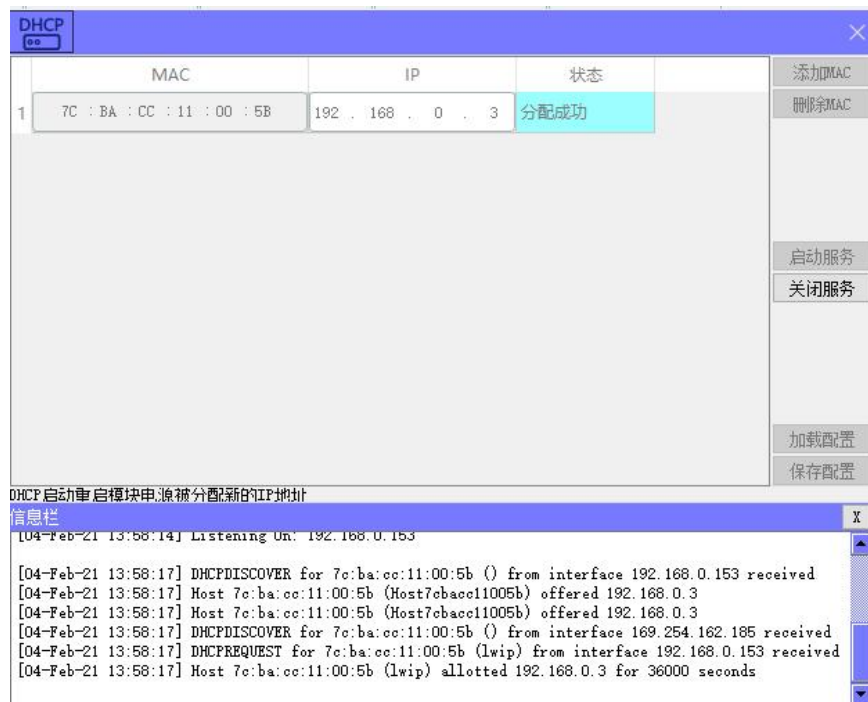 DHCP
MAC IP 状态 添加MAC
1 7C : BA : CC : 11 : 00 : 5B 192 . 168 . 0 . 3 分配成功 删除MAC
启动服务
关闭服务
加载配置
保存配置
DHCP启动重启模块电源被分配新的IP地址
信息栏 X
[04-Feb-21 13:58:14] Listening On: 192.168.0.153
[04-Feb-21 13:58:17] DHCPDISCOVER for 7c:ba:cc:11:00:5b () from interface 192.168.0.153 received
[04-Feb-21 13:58:17] Host 7c:ba:cc:11:00:5b (Host7cbacc11005b) offered 192.168.0.3
[04-Feb-21 13:58:17] Host 7c:ba:cc:11:00:5b (Host7cbacc11005b) offered 192.168.0.3
[04-Feb-21 13:58:17] DHCPDISCOVER for 7c:ba:cc:11:00:5b () from interface 169.254.162.185 received
[04-Feb-21 13:58:17] DHCPREQUEST for 7c:ba:cc:11:00:5b (lwip) from interface 192.168.0.153 received
[04-Feb-21 13:58:17] Host 7c:ba:cc:11:00:5b (lwip) allotted 192.168.0.3 for 36000 seconds